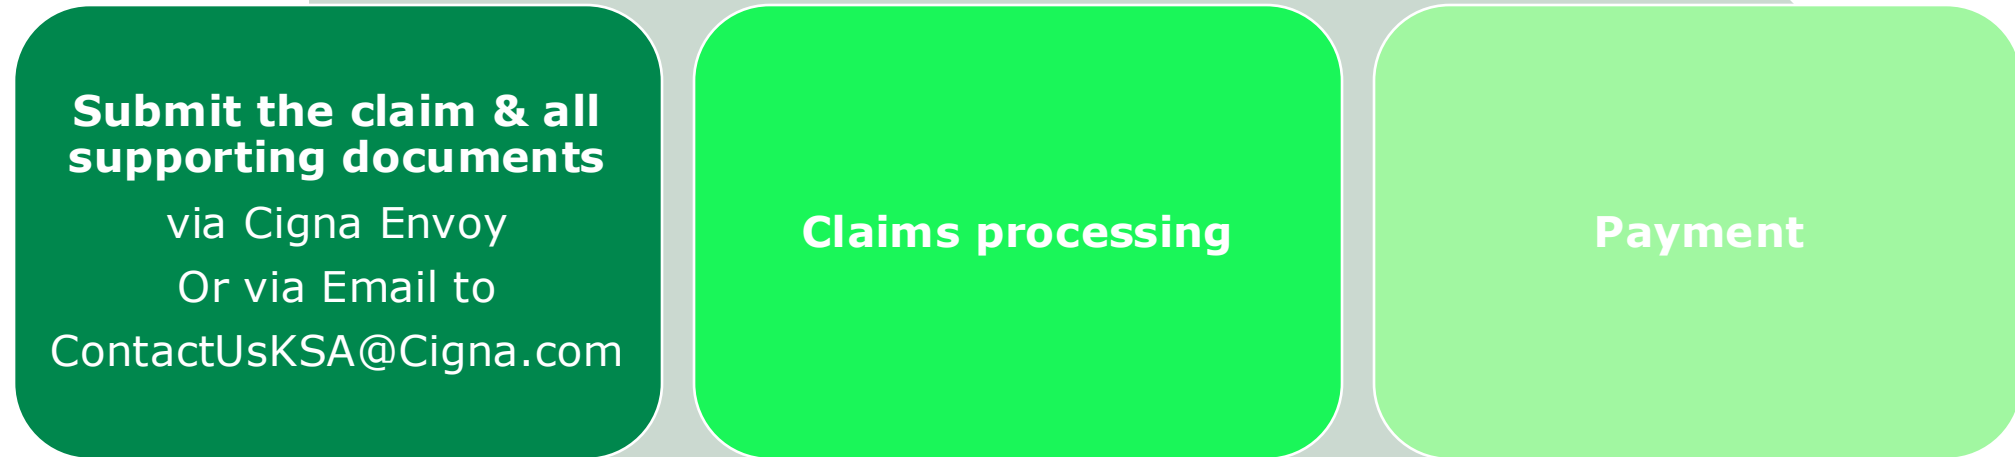 Submit the claim & all
supporting documents
via Cigna Envoy
Or via Email to
ContactUsKSA@Cigna.com
Claims processing
Payment